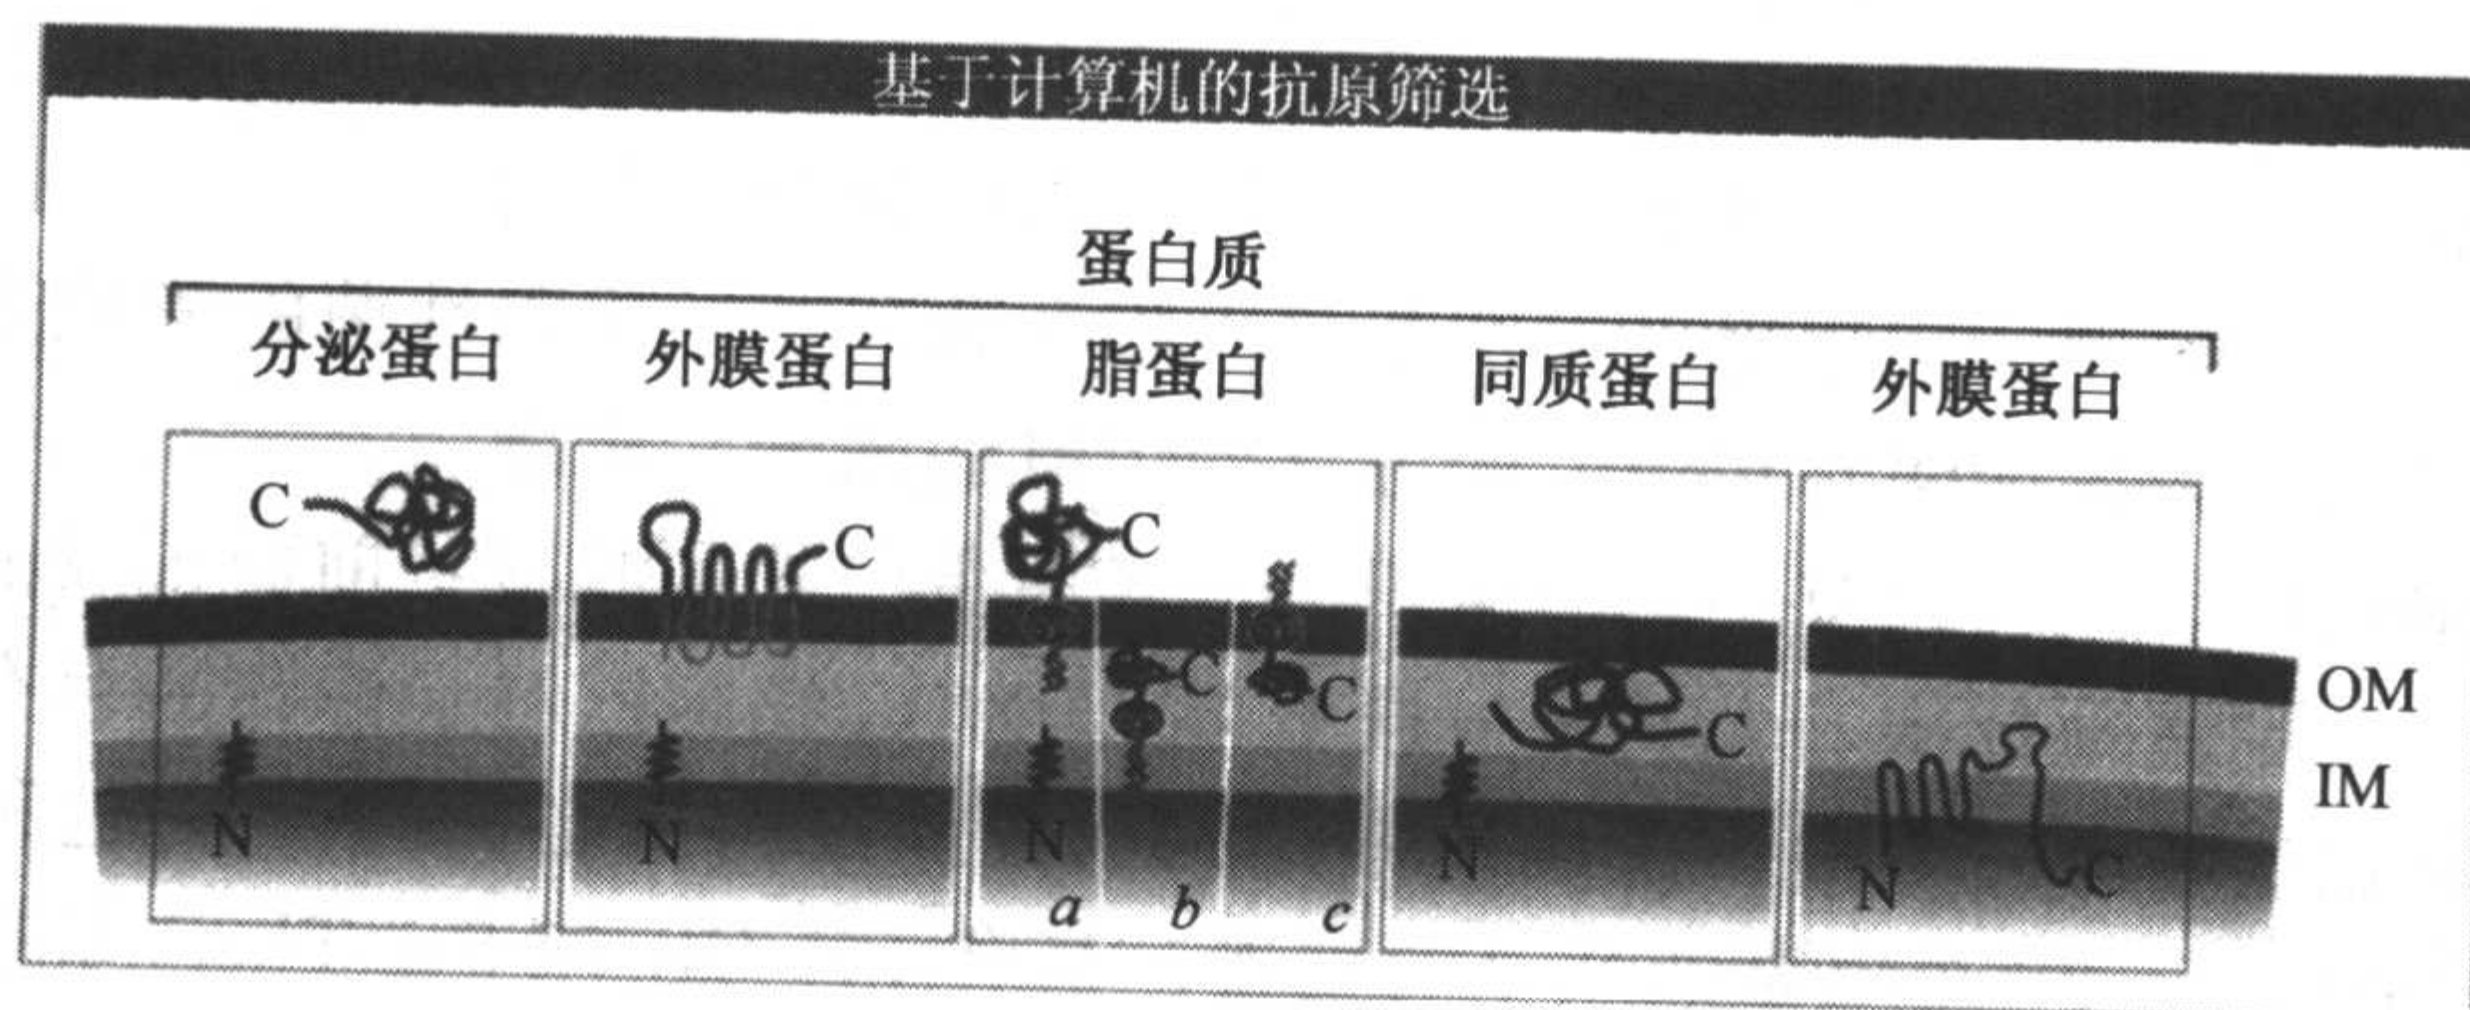 基于计算机的抗原筛选
蛋白质
分泌蛋白 外膜蛋白 脂蛋白 同质蛋白 外膜蛋白
C C C C C C C
OM
IM
N N N N N
a b c